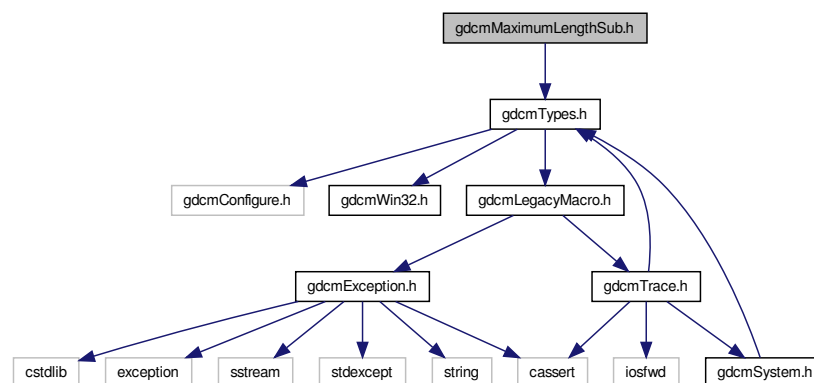 gdcmMaximumLengthSub.h
gdcmTypes.h
gdcmConfigure.h
gdcmWin32.h
gdcmLegacyMacro.h
gdcmException.h
gdcmTrace.h
cstdlib
exception
sstream
stdexcept
string
cassert
iosfwd
gdcmSystem.h